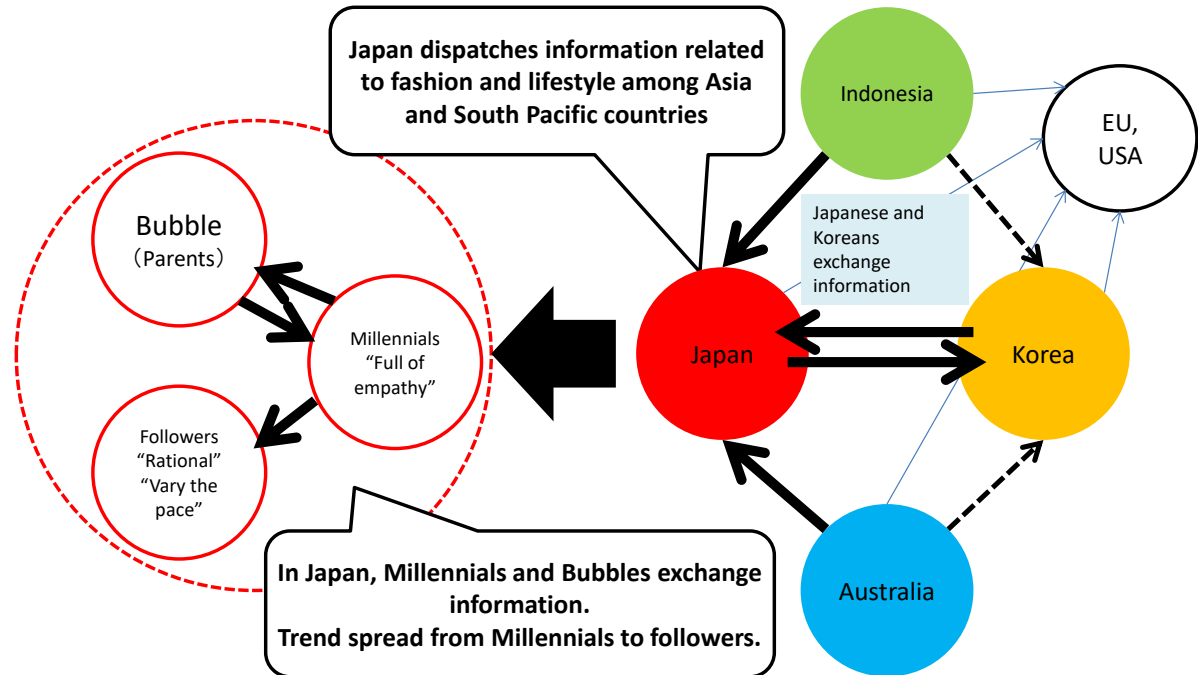 Japan dispatches information related
to fashion and lifestyle among Asia
and South Pacific countries
Indonesia
EU,
USA
Bubble
（Parents）
Japanese and
Koreans
exchange
information
Millennials
“Full of
empathy”
Japan
Korea
Followers
“Rational”
“Vary the
pace”
In Japan, Millennials and Bubbles exchange
information.
Trend spread from Millennials to followers.
Australia